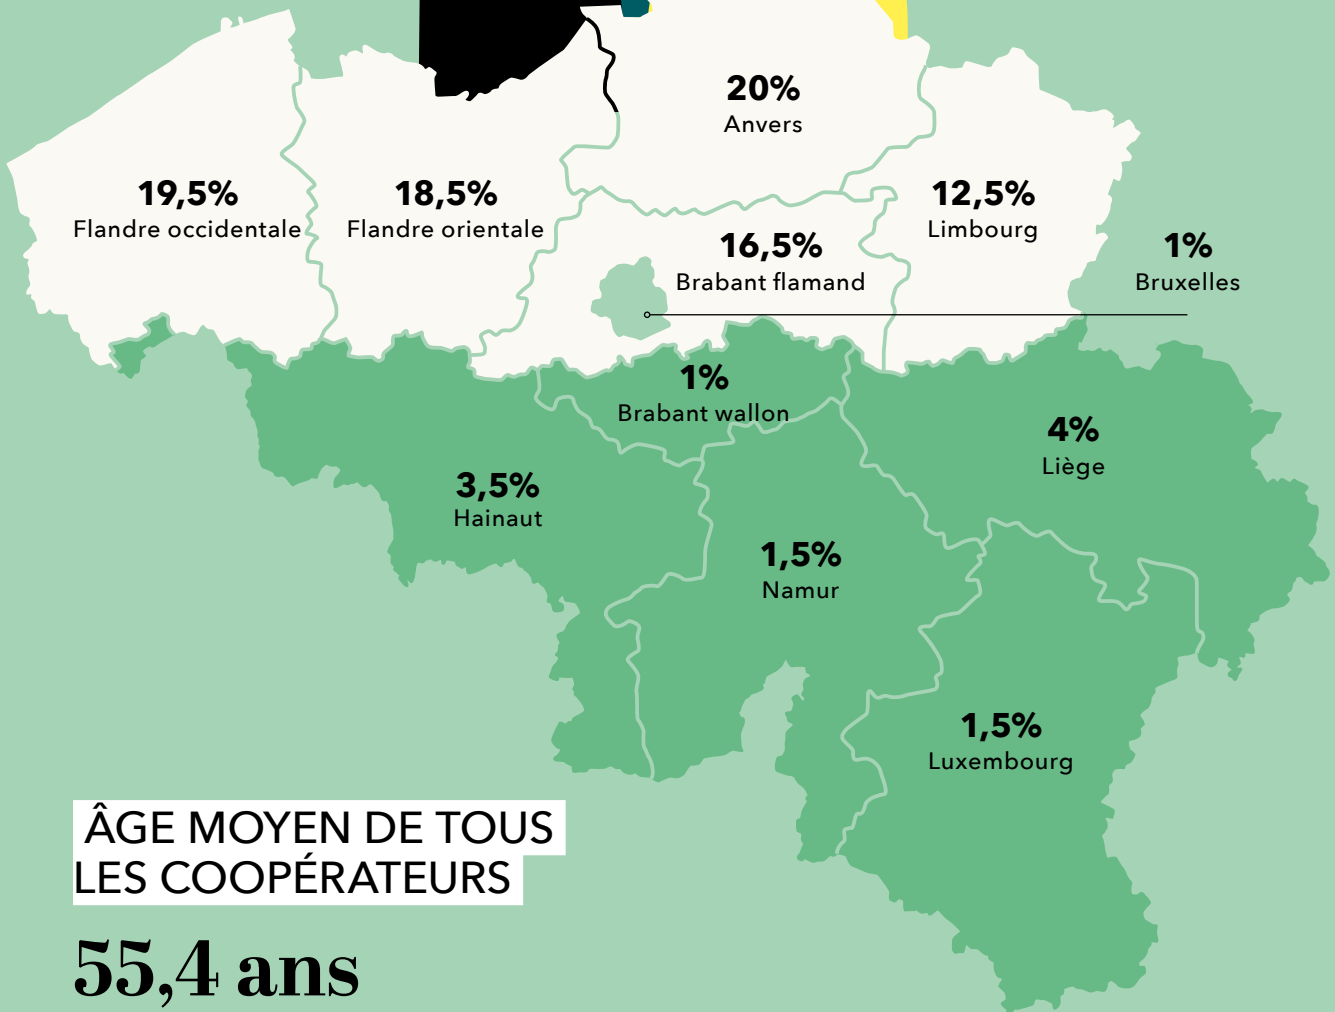 20%
Anvers
19,5%
Flandre occidentale
18,5%
Flandre orientale
12,5%
Limbourg
16,5%
Brabant flamand
1%
Bruxelles
1%
Brabant wallon
4%
Liège
3,5%
Hainaut
1,5%
Namur
1,5%
Luxembourg
ÂGE MOYEN DE TOUS
LES COOPÉRATEURS
55,4 ans